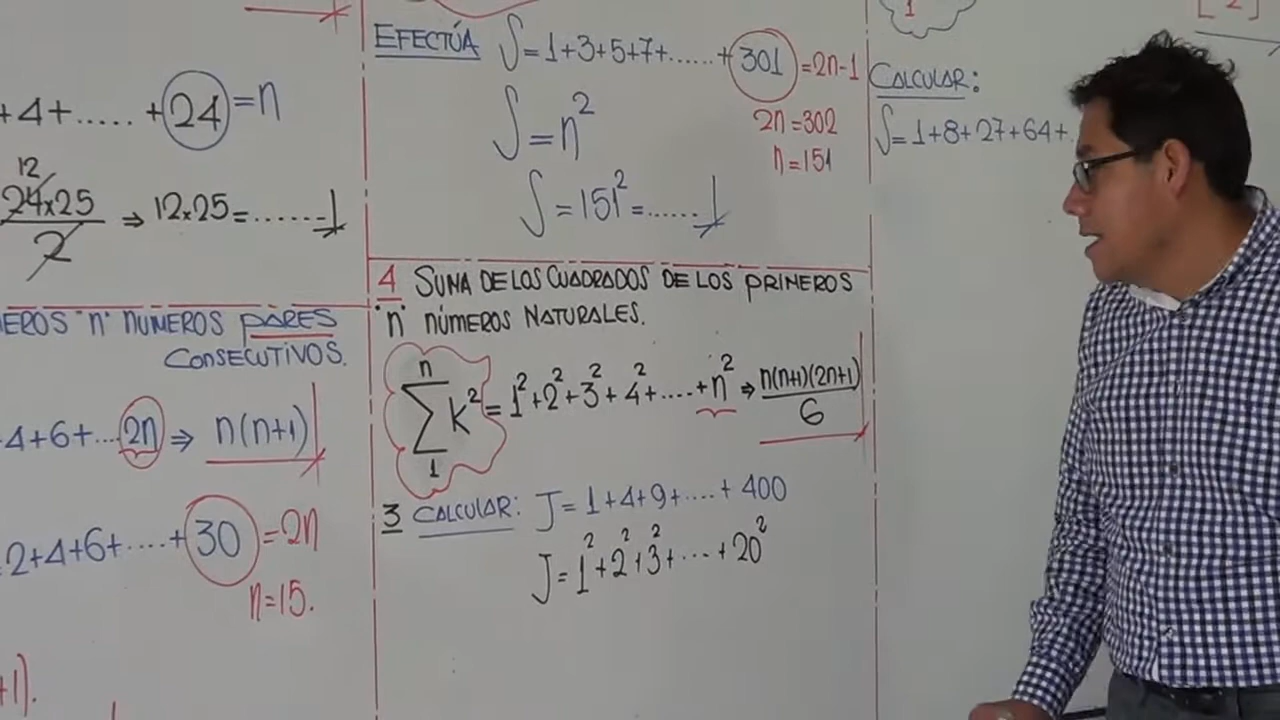 +4+.....+24=n
12
24x25
2
⇒ 12x25=......
EROS "n" NUMEROS PARES
CONSECUTIVOS.
4+6+...2n ⇒ n(n+1)
2+4+6+.....+30=2n
n=15.
+1).
EFECTÚA S=1+3+5+7+......+301=2n-1
2n=302
n=151
S=n²
S=151²=......
4 SUMA DE LOS CUADRADOS DE LOS PRIMEROS
"n" NÚMEROS NATURALES.
n
∑ k² = 1²+2²+3²+4²+....+n² ⇒ n(n+1)(2n+1)
1
6
3 CALCULAR: J=1+4+9+....+400
J=1²+2²+3²+...+20²
1
2
CALCULAR:
S=1+8+27+64+.